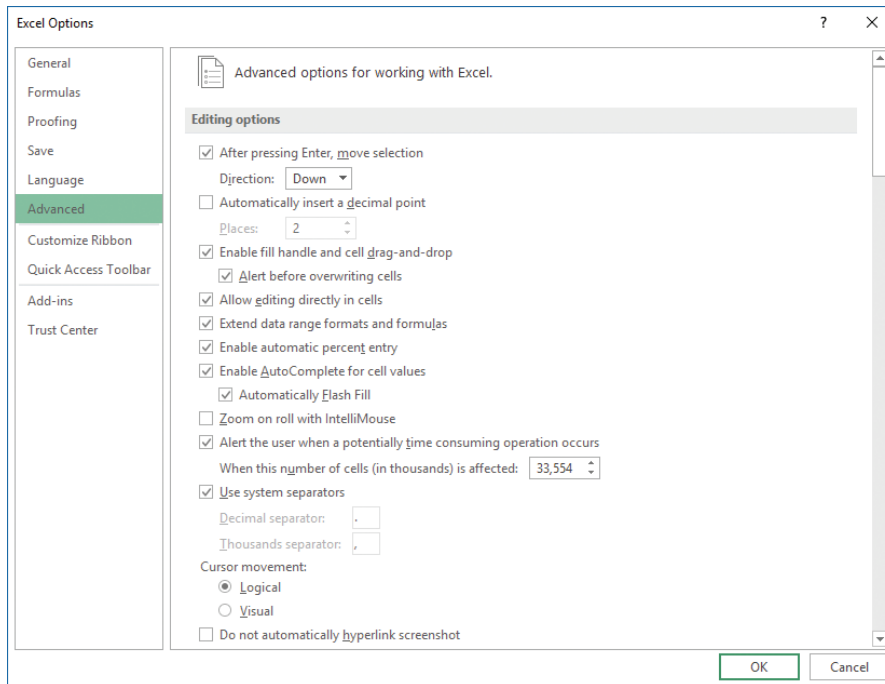 Excel Options
?
General
Formulas
Proofing
Save
Language
Advanced
Customize Ribbon
Quick Access Toolbar
Add-ins
Trust Center
Advanced options for working with Excel.
Editing options
After pressing Enter, move selection
Direction: Down
Automatically insert a decimal point
Places: 2
Enable fill handle and cell drag-and-drop
Alert before overwriting cells
Allow editing directly in cells
Extend data range formats and formulas
Enable automatic percent entry
Enable AutoComplete for cell values
Automatically Flash Fill
Zoom on roll with IntelliMouse
Alert the user when a potentially time consuming operation occurs
When this number of cells (in thousands) is affected: 33,554
Use system separators
Decimal separator: .
Thousands separator: ,
Cursor movement:
Logical
Visual
Do not automatically hyperlink screenshot
OK Cancel